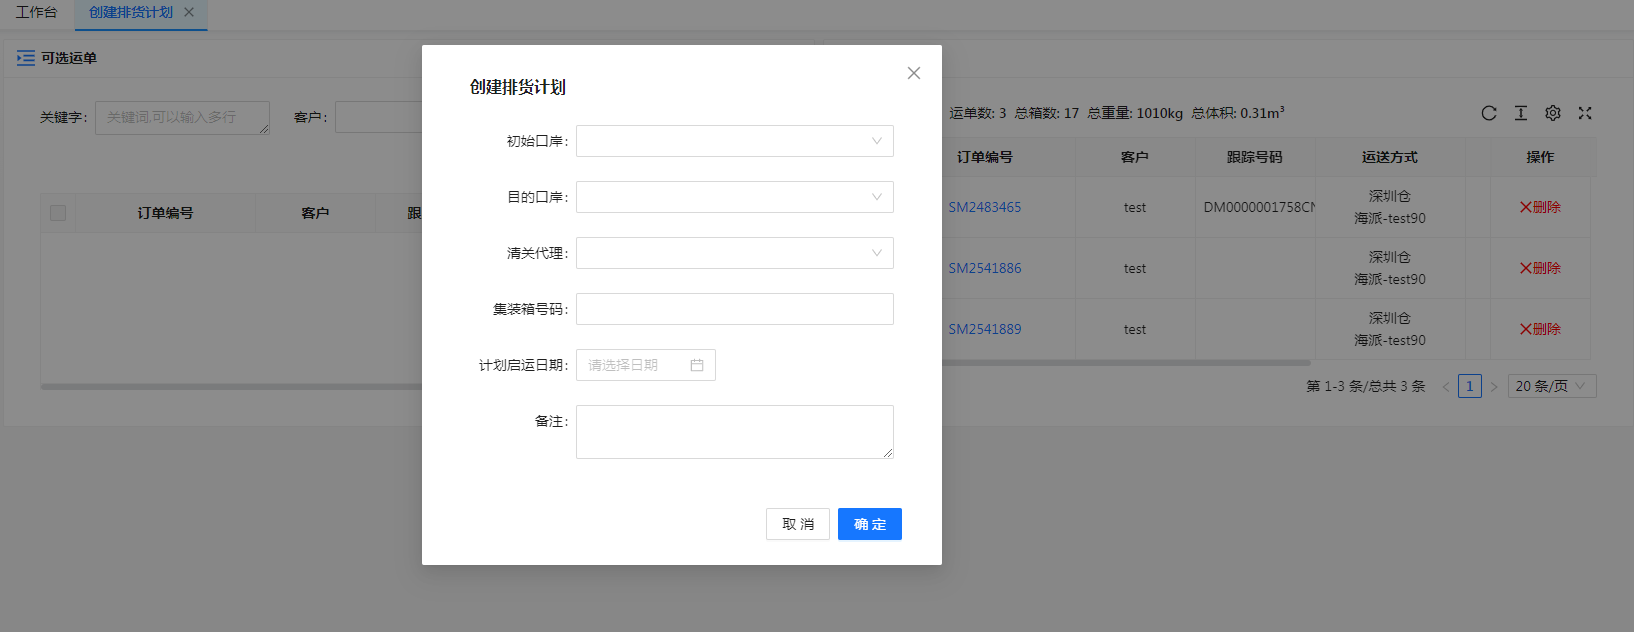 工作台 创建排货计划
可选运单
关键字: 关键词,可以输入多行 客户:
订单编号 客户 跟
创建排货计划
初始口岸:
目的口岸:
清关代理:
集装箱号码:
计划启运日期: 请选择日期
备注:
取 消 确 定
运单数: 3 总箱数: 17 总重量: 1010kg 总体积: 0.31m³
订单编号 客户 跟踪号码 运送方式 操作
SM2483465 test DM0000001758CN 深圳仓 删除
海派-test90
SM2541886 test 深圳仓 删除
海派-test90
SM2541889 test 深圳仓 删除
海派-test90
第 1-3 条/总共 3 条 < 1 > 20 条/页